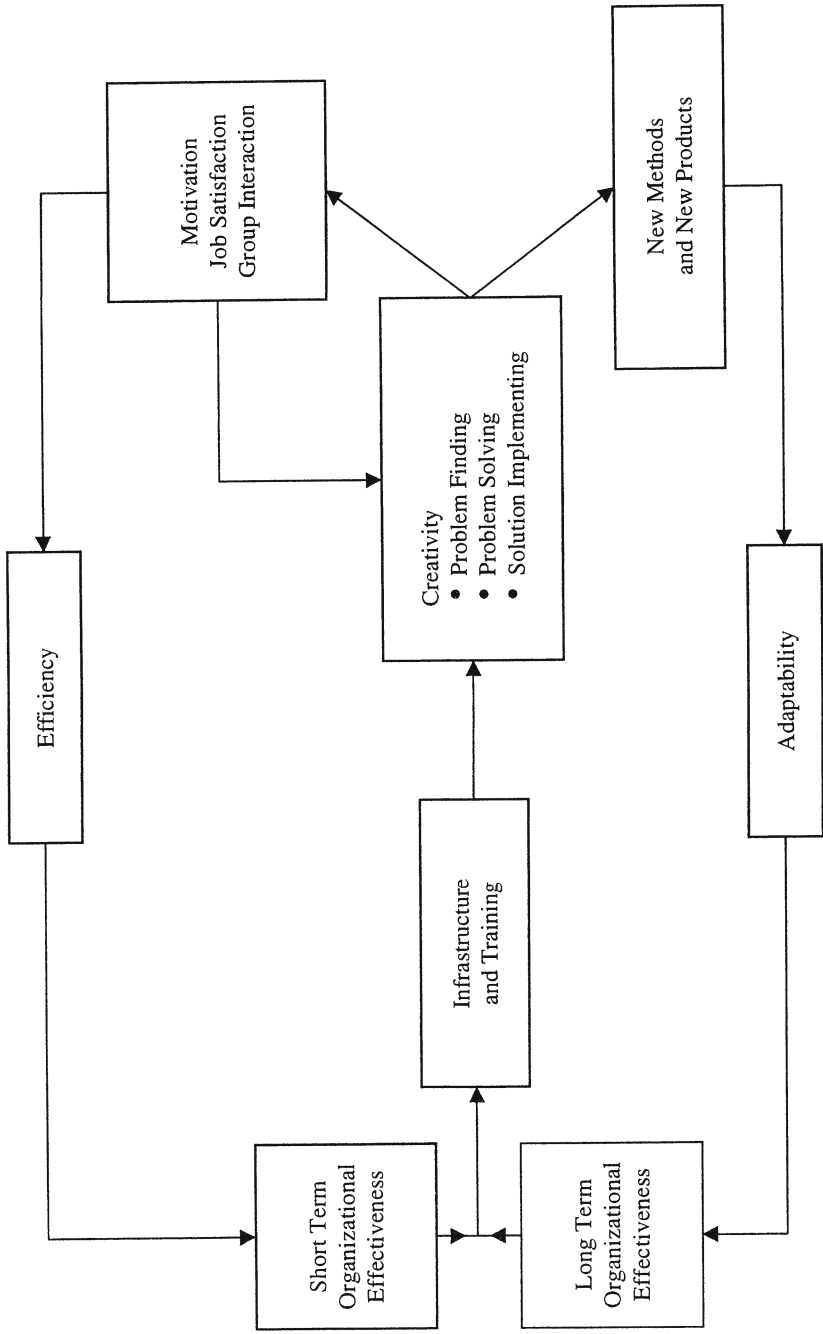 Motivation
Job Satisfaction
Group Interaction
Efficiency
New Methods
and New Products
Creativity
• Problem Finding
• Problem Solving
• Solution Implementing
Adaptability
Infrastructure
and Training
Short Term
Organizational
Effectiveness
Long Term
Organizational
Effectiveness